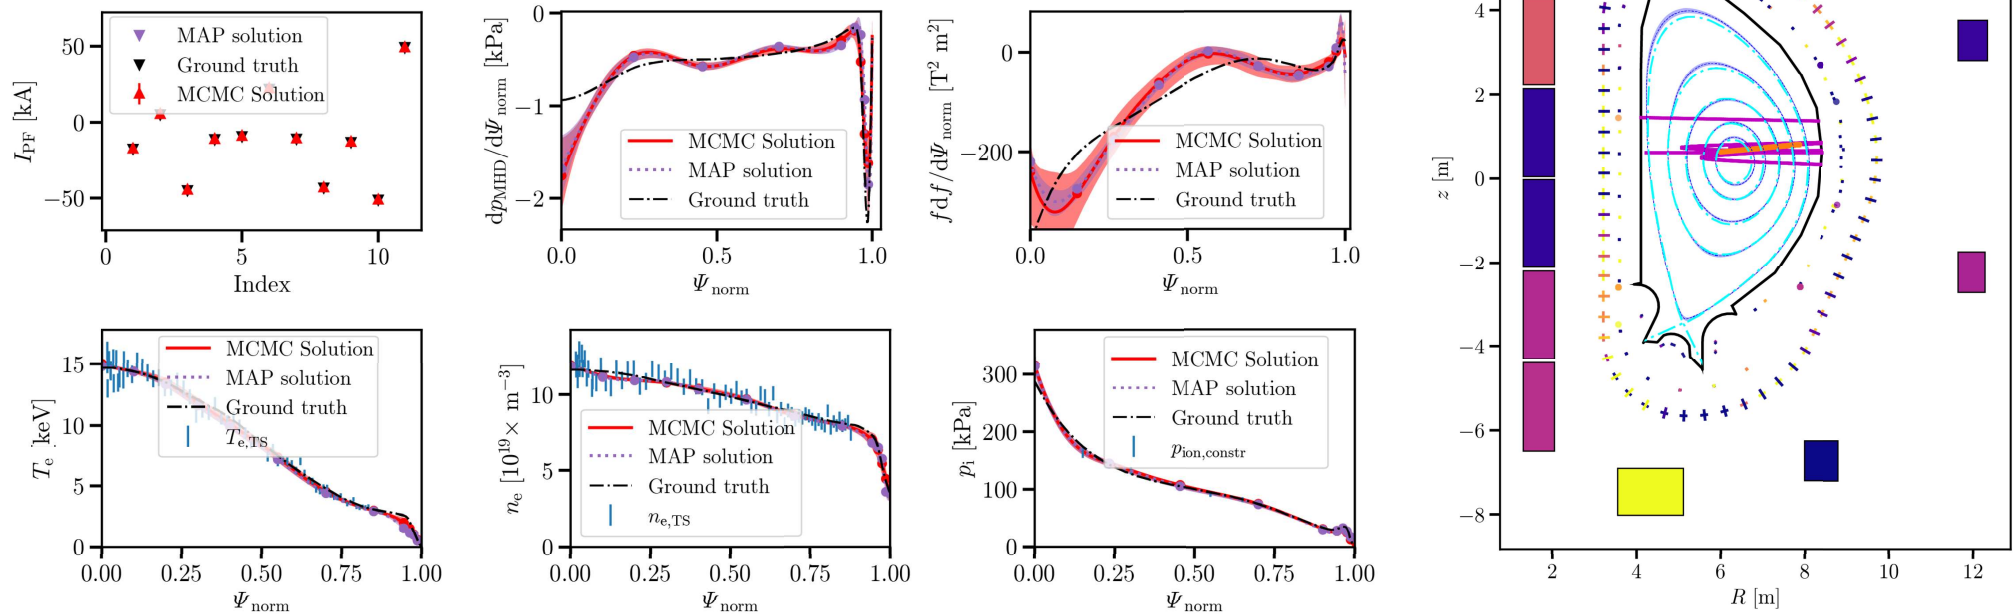 50
0
−50
I_PF [kA]
MAP solution
Ground truth
MCMC Solution
0
5
10
Index
0
−1
−2
dp_MHD/dΨ_norm [kPa]
MCMC Solution
MAP solution
Ground truth
0.0
0.5
1.0
Ψ_norm
0
−200
f df/dΨ_norm [T² m²]
MCMC Solution
MAP solution
Ground truth
0.0
0.5
1.0
Ψ_norm
15
10
5
0
T_e [keV]
MCMC Solution
MAP solution
Ground truth
T_e,TS
0.00
0.25
0.50
0.75
1.00
Ψ_norm
10
5
0
n_e [10¹⁹ × m⁻³]
MCMC Solution
MAP solution
Ground truth
n_e,TS
0.00
0.25
0.50
0.75
1.00
Ψ_norm
300
200
100
0
p_i [kPa]
MCMC Solution
MAP solution
Ground truth
p_ion,constr
0.00
0.25
0.50
0.75
1.00
Ψ_norm
4
2
0
−2
−4
−6
−8
z [m]
2
4
6
8
10
12
R [m]